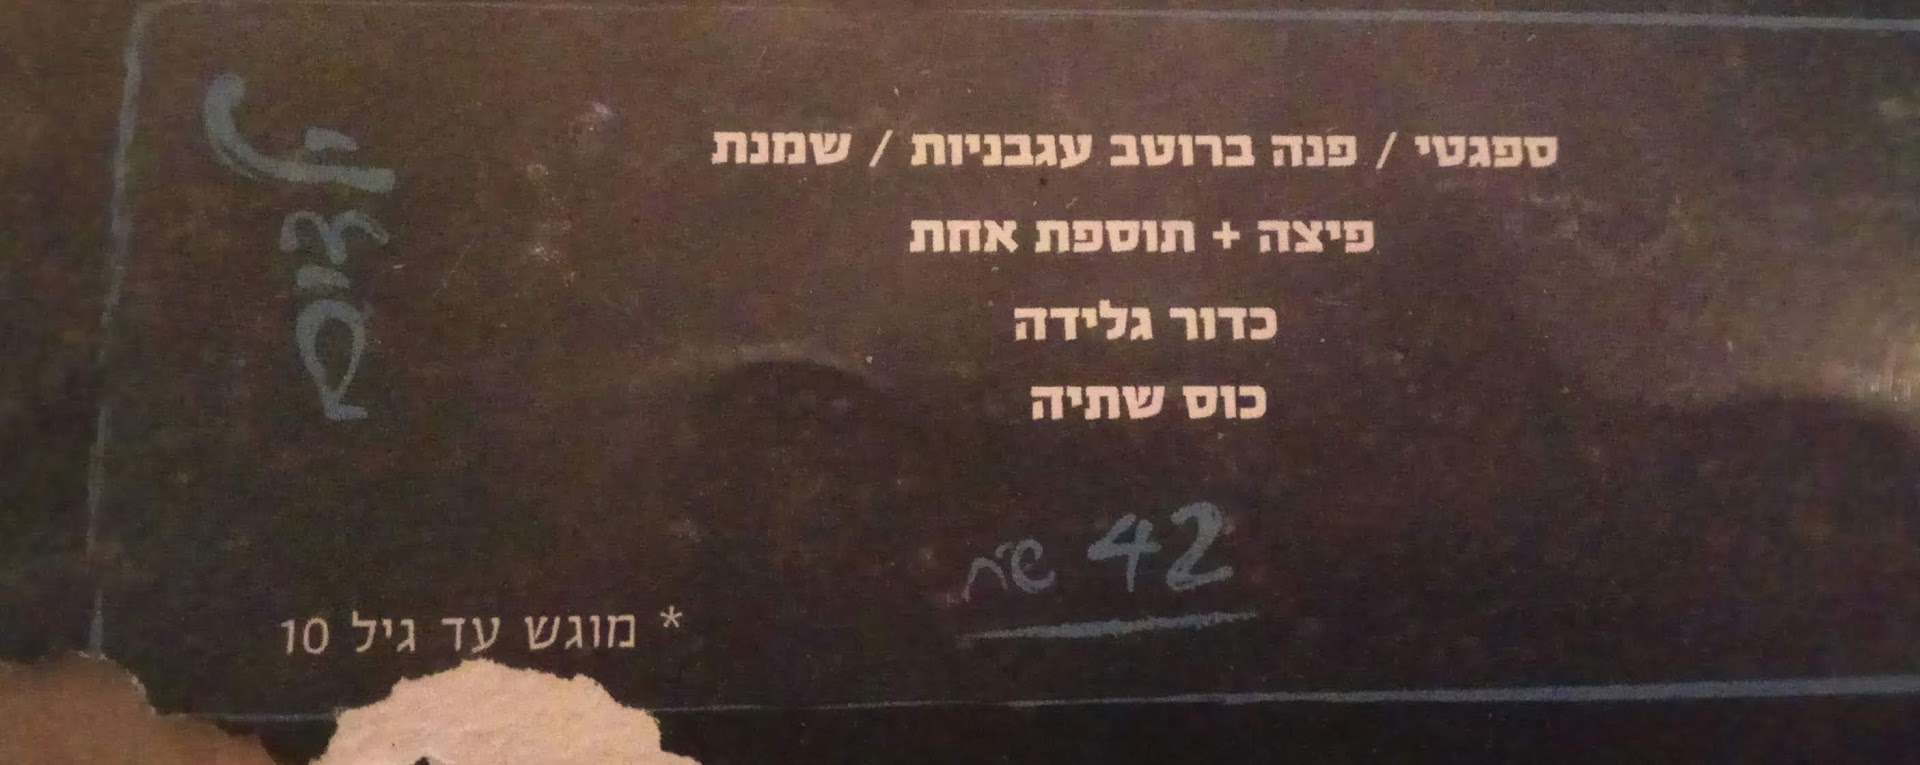 ילדים
ספגטי / פנה ברוטב עגבניות / שמנת
פיצה + תוספת אחת
כדור גלידה
כוס שתיה
42 ש״ח
* מוגש עד גיל 10